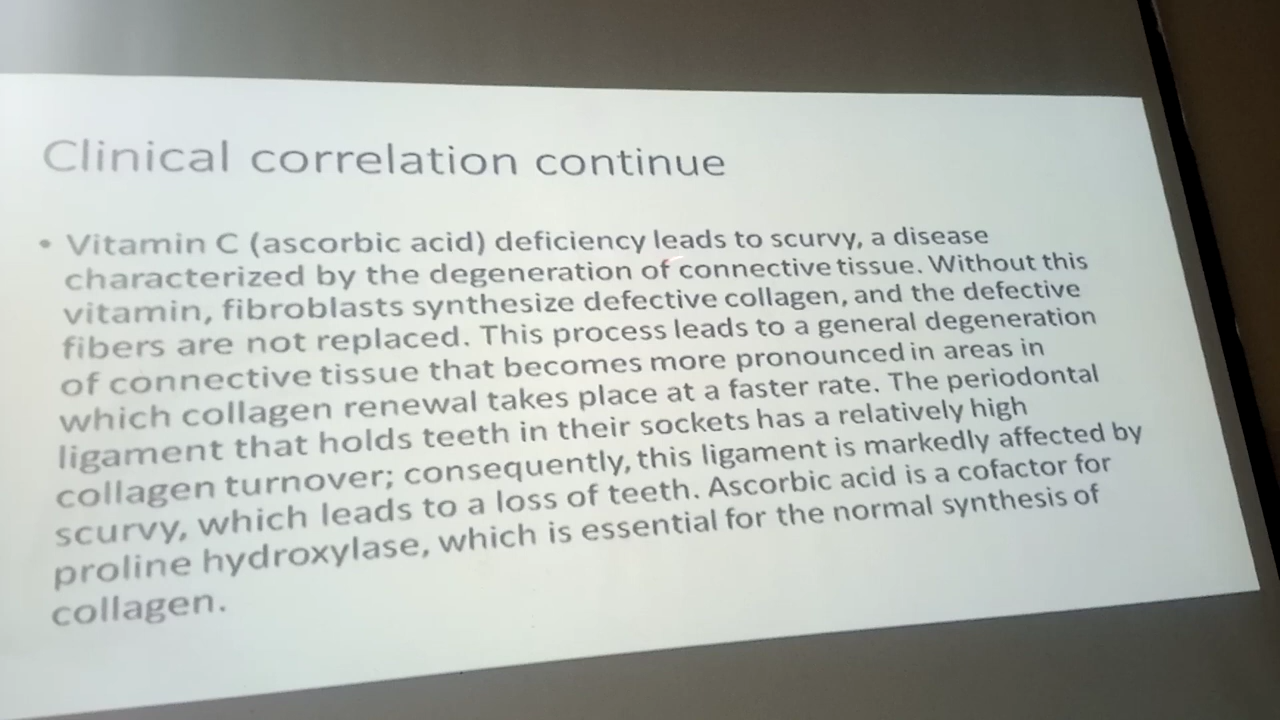 Clinical correlation continue
• Vitamin C (ascorbic acid) deficiency leads to scurvy, a disease
characterized by the degeneration of connective tissue. Without this
vitamin, fibroblasts synthesize defective collagen, and the defective
fibers are not replaced. This process leads to a general degeneration
of connective tissue that becomes more pronounced in areas in
which collagen renewal takes place at a faster rate. The periodontal
ligament that holds teeth in their sockets has a relatively high
collagen turnover; consequently, this ligament is markedly affected by
scurvy, which leads to a loss of teeth. Ascorbic acid is a cofactor for
proline hydroxylase, which is essential for the normal synthesis of
collagen.